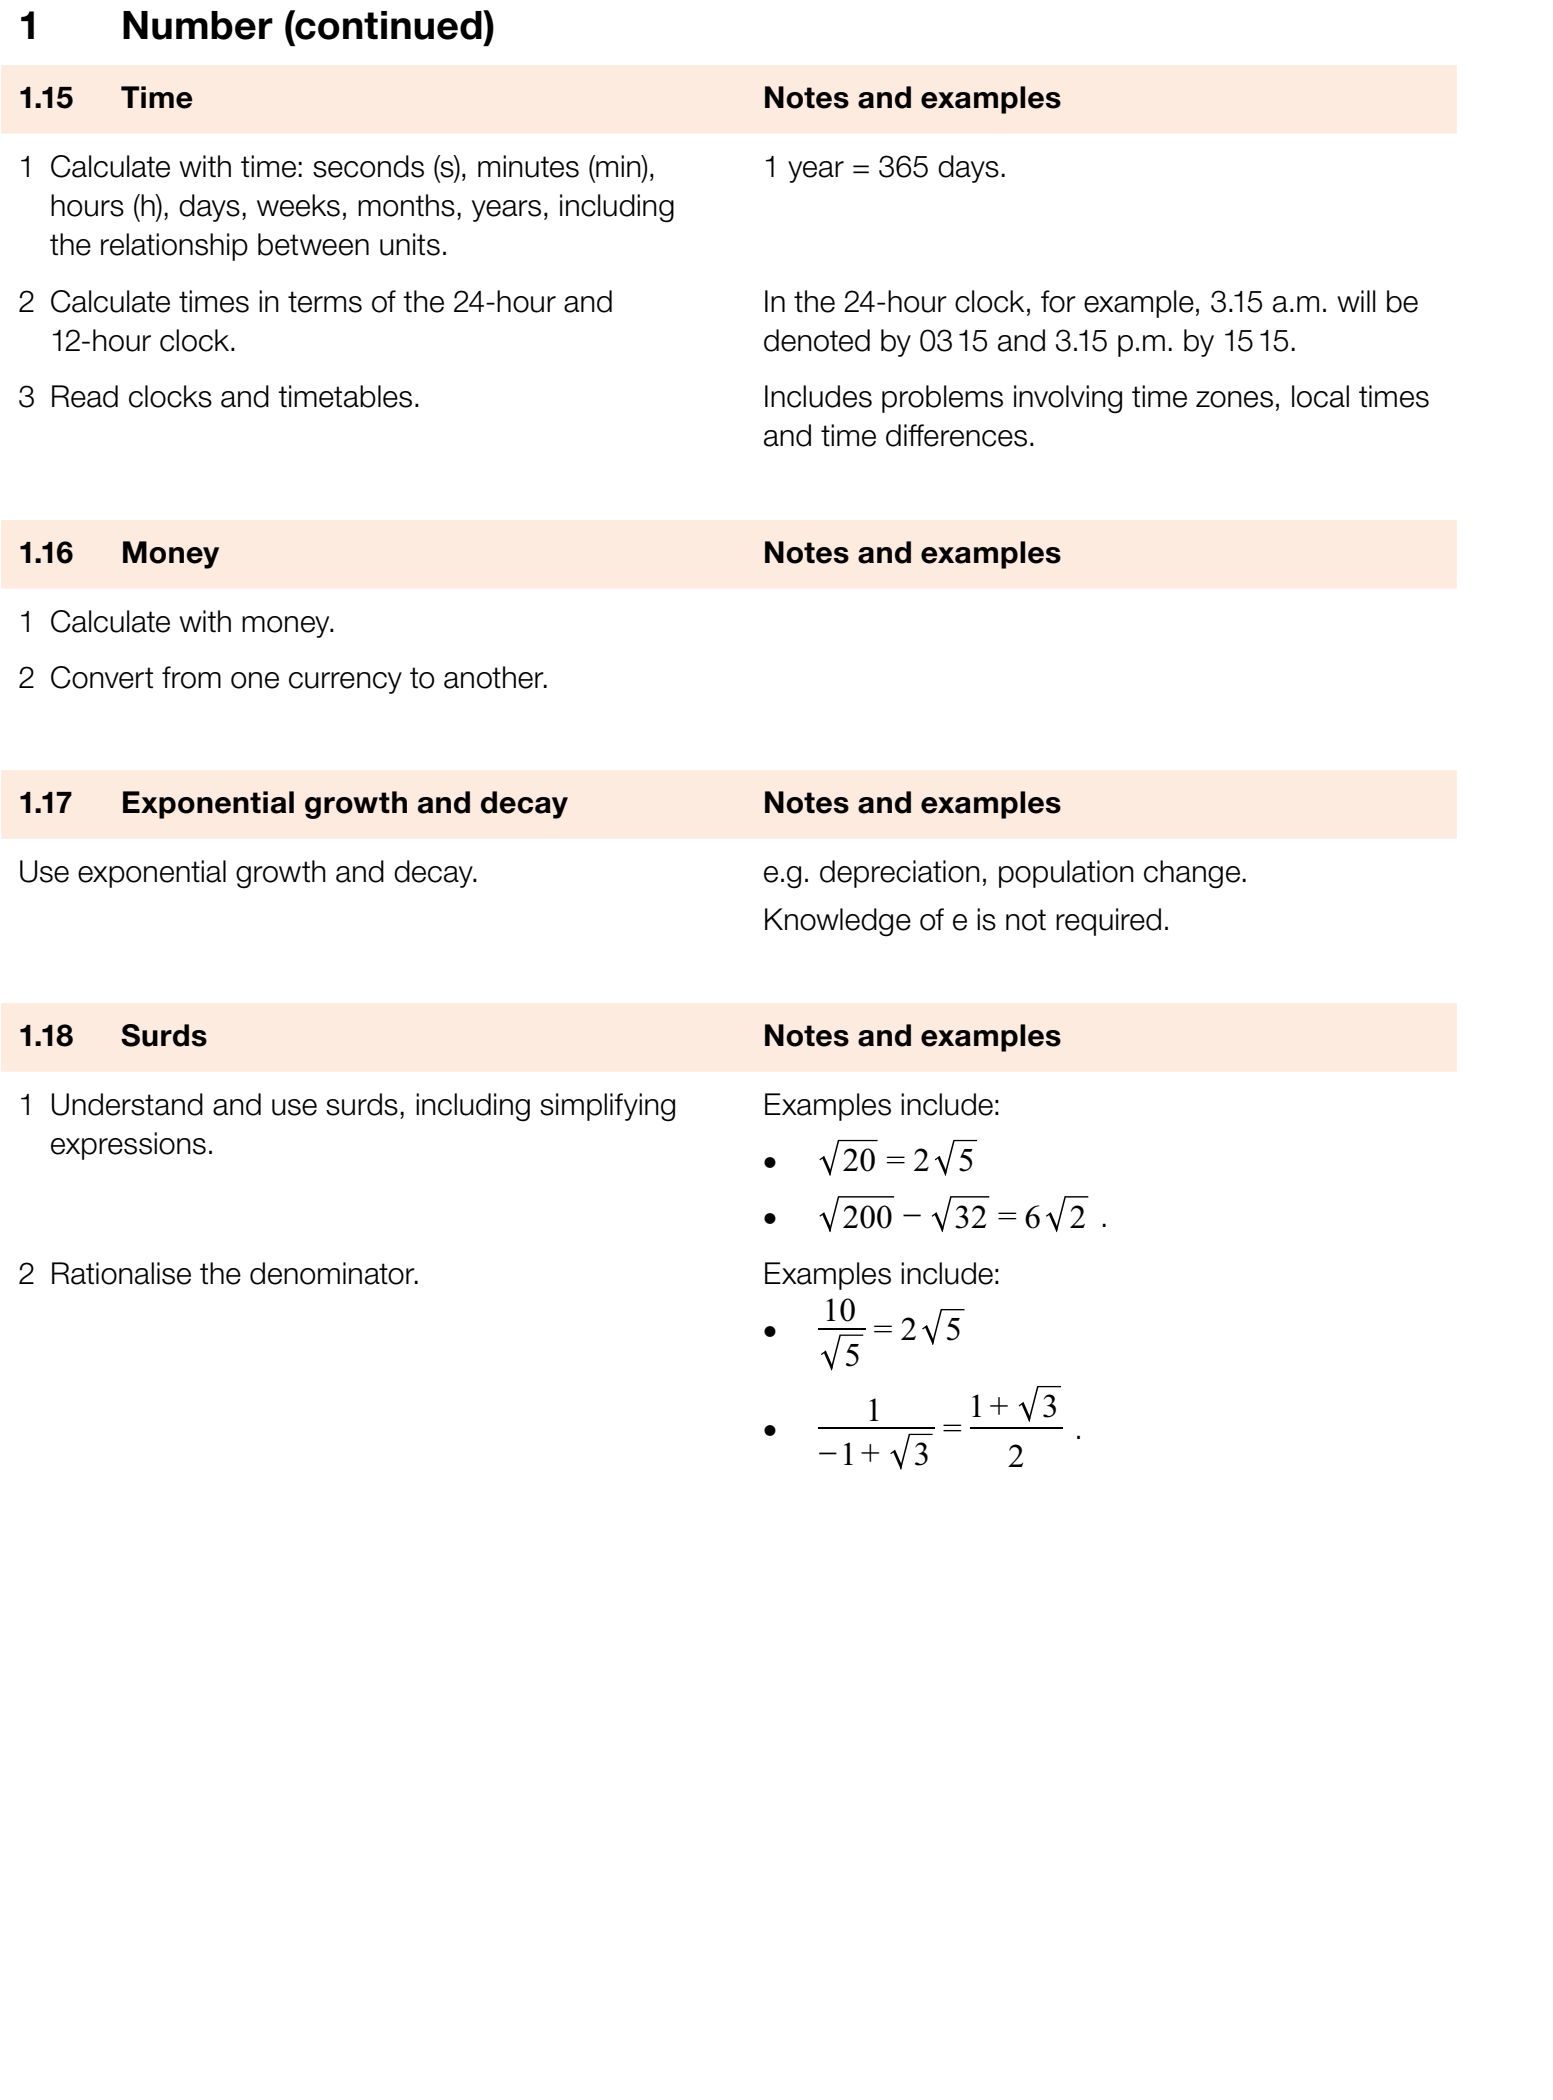 1 Number (continued)
1.15 Time Notes and examples
1 Calculate with time: seconds (s), minutes (min), 1 year = 365 days.
hours (h), days, weeks, months, years, including
the relationship between units.
2 Calculate times in terms of the 24-hour and In the 24-hour clock, for example, 3.15 a.m. will be
12-hour clock. denoted by 03 15 and 3.15 p.m. by 15 15.
3 Read clocks and timetables. Includes problems involving time zones, local times
and time differences.
1.16 Money Notes and examples
1 Calculate with money.
2 Convert from one currency to another.
1.17 Exponential growth and decay Notes and examples
Use exponential growth and decay. e.g. depreciation, population change.
Knowledge of e is not required.
1.18 Surds Notes and examples
1 Understand and use surds, including simplifying Examples include:
expressions.
• √20 = 2√5
• √200 − √32 = 6√2 .
2 Rationalise the denominator. Examples include:
• 10/√5 = 2√5
• 1/(−1 + √3) = (1 + √3)/2 .